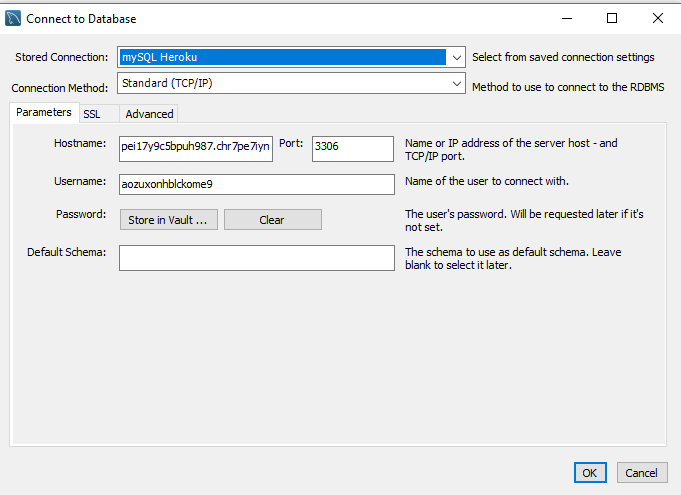 Connect to Database
Stored Connection: mySQL Heroku Select from saved connection settings
Connection Method: Standard (TCP/IP) Method to use to connect to the RDBMS
Parameters SSL Advanced
Hostname: pei17y9c5bpuh987.chr7pe7iyn Port: 3306 Name or IP address of the server host - and
TCP/IP port.
Username: aozuxonhblckome9 Name of the user to connect with.
Password: Store in Vault ... Clear The user's password. Will be requested later if it's
not set.
Default Schema: The schema to use as default schema. Leave
blank to select it later.
OK Cancel